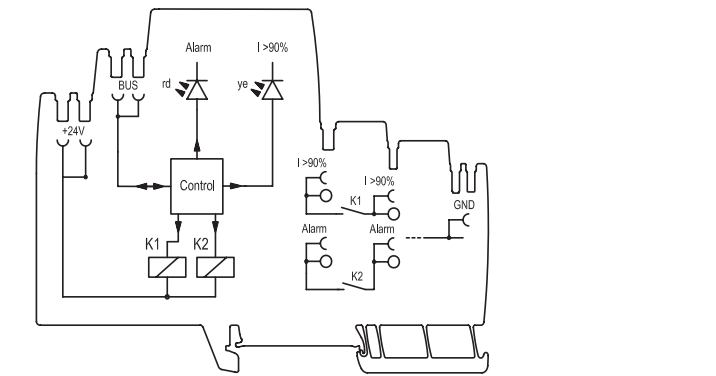 Alarm
I >90%
BUS
rd
ye
+24V
I >90%
Control
I >90%
K1
GND
K1
K2
Alarm
Alarm
K2